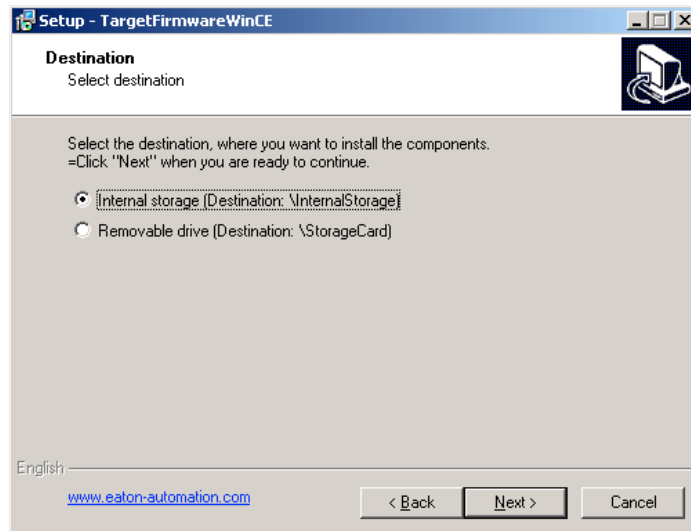 Setup - TargetFirmwareWinCE
Destination
Select destination
Select the destination, where you want to install the components.
=Click "Next" when you are ready to continue.
Internal storage (Destination: \InternalStorage)
Removable drive (Destination: \StorageCard)
English
www.eaton-automation.com
< Back
Next >
Cancel